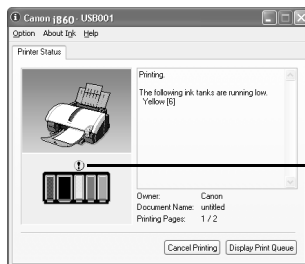 Canon i860 - USB001
Option About Ink Help
Printer Status
Printing.
The following ink tanks are running low.
Yellow [6]
!
Owner: Canon
Document Name: untitled
Printing Pages: 1 / 2
Cancel Printing Display Print Queue